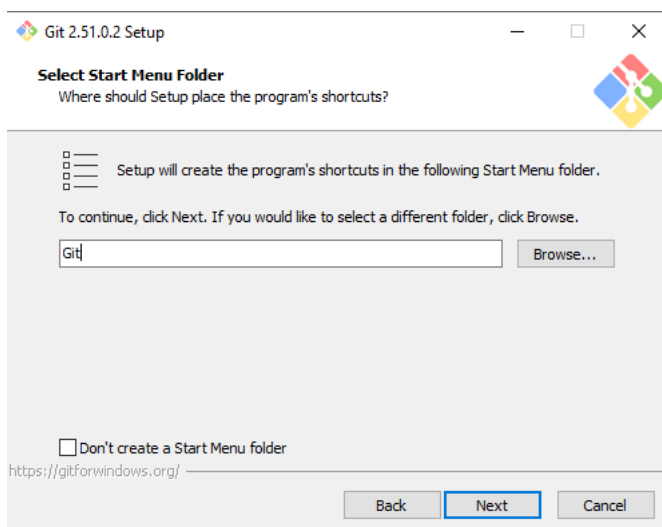 Git 2.51.0.2 Setup
Select Start Menu Folder
Where should Setup place the program's shortcuts?
Setup will create the program's shortcuts in the following Start Menu folder.
To continue, click Next. If you would like to select a different folder, click Browse.
Git
Browse...
Don't create a Start Menu folder
https://gitforwindows.org/
Back
Next
Cancel